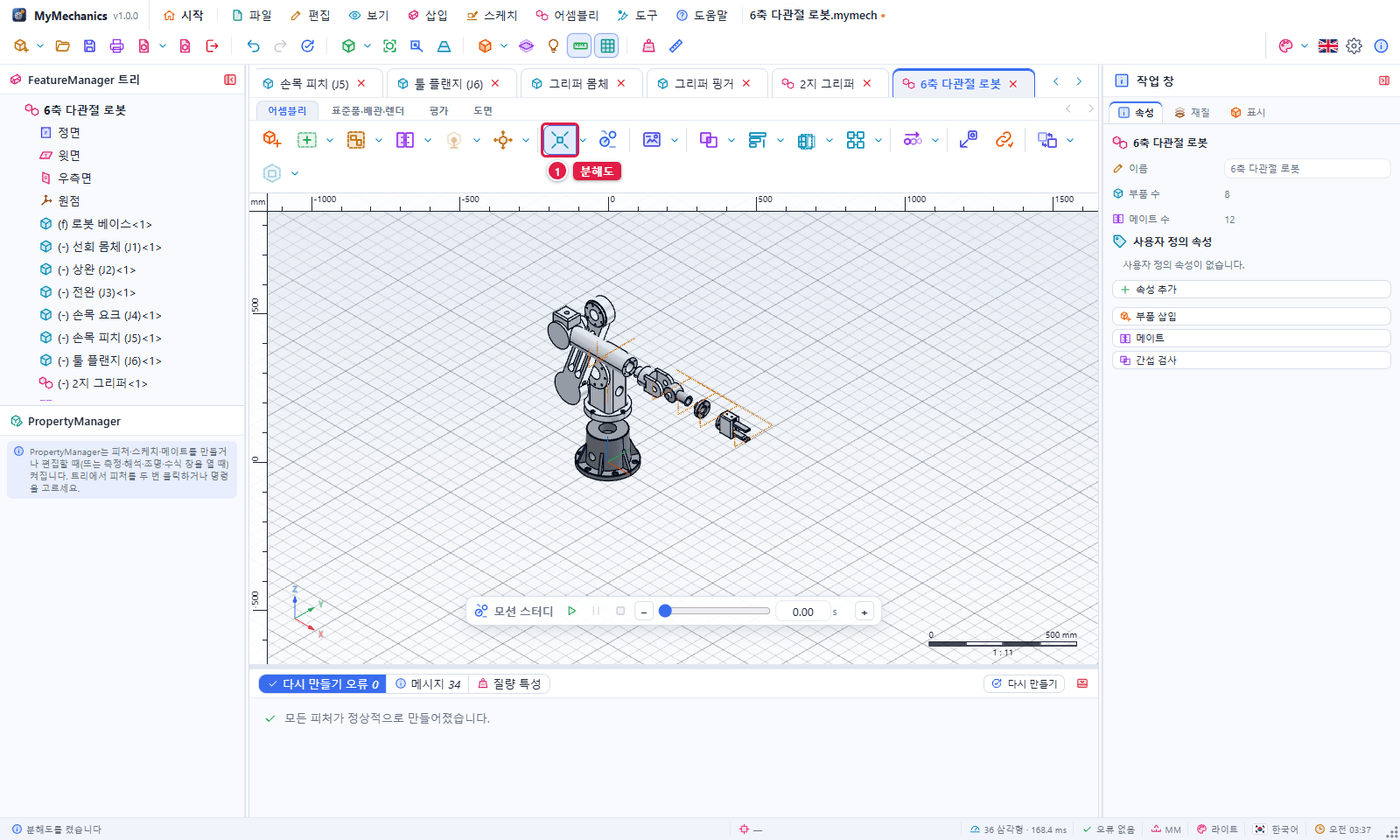 MyMechanics v1.0.0 시작 파일 편집 보기 삽입 스케치 어셈블리 도구 도움말 6축 다관절 로봇.mymech
FeatureManager 트리
6축 다관절 로봇
정면
윗면
우측면
원점
(f) 로봇 베이스<1>
(-) 선회 몸체 (J1)<1>
(-) 상완 (J2)<1>
(-) 전완 (J3)<1>
(-) 손목 요크 (J4)<1>
(-) 손목 피치 (J5)<1>
(-) 툴 플랜지 (J6)<1>
(-) 2지 그리퍼<1>
PropertyManager
PropertyManager는 피처·스케치·메이트를 만들거
나 편집할 때(또는 측정·해석·조명·수식 창을 열 때)
켜집니다. 트리에서 피처를 두 번 클릭하거나 명령
을 고르세요.
손목 피치 (J5) 툴 플랜지 (J6) 그리퍼 몸체 그리퍼 핑거 2지 그리퍼 6축 다관절 로봇
어셈블리 표준품·배관·렌더 평가 도면
1 분해도
mm -1000 -500 0 500 1000 1500
500
0
500
Z
Y
X
모션 스터디 0.00 s
0 500 mm
1 : 11
다시 만들기 오류 0 메시지 34 질량 특성 다시 만들기
모든 피처가 정상적으로 만들어졌습니다.
작업 창
속성 재질 표시
6축 다관절 로봇
이름 6축 다관절 로봇
부품 수 8
메이트 수 12
사용자 정의 속성
사용자 정의 속성이 없습니다.
속성 추가
부품 삽입
메이트
간섭 검사
분해도를 켰습니다 — 36 삼각형 · 168.4 ms 오류 없음 MM 라이트 한국어 오전 03:37